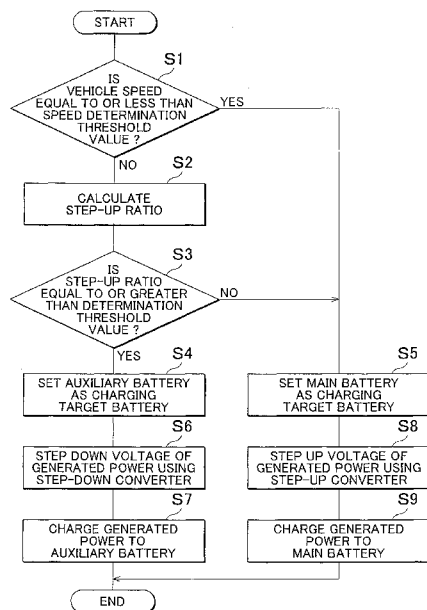 START
S1
IS
VEHICLE SPEED
EQUAL TO OR LESS THAN
SPEED DETERMINATION
THRESHOLD
VALUE ?
YES
NO
S2
CALCULATE
STEP-UP RATIO
S3
IS
STEP-UP RATIO
EQUAL TO OR GREATER
THAN DETERMINATION
THRESHOLD
VALUE ?
NO
YES
S4
SET AUXILIARY BATTERY
AS CHARGING
TARGET BATTERY
S5
SET MAIN BATTERY
AS CHARGING
TARGET BATTERY
S6
STEP DOWN VOLTAGE OF
GENERATED POWER USING
STEP-DOWN CONVERTER
S8
STEP UP VOLTAGE OF
GENERATED POWER USING
STEP-UP CONVERTER
S7
CHARGE GENERATED
POWER TO
AUXILIARY BATTERY
S9
CHARGE GENERATED
POWER TO
MAIN BATTERY
END